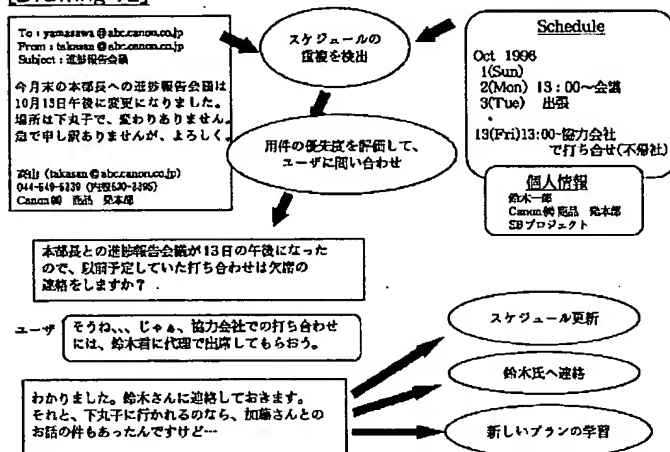 To : yamasawa @abc.canon.co.jp
From : takasan @abc.canon.co.jp
Subject : 進捗報告会議
今月末の本部長への進捗報告会議は
10月13日午後に変更になりました。
場所は下丸子で、変わりありません。
急で申し訳ありませんが、よろしく。
高山 (takasan @abc.canon.co.jp)
044-549-5239
Canon㈱ 商品 発本部
スケジュールの
重複を検出
Schedule
Oct 1996
1(Sun)
2(Mon) 13:00~会議
3(Tue) 出張
13(Fri)13:00-協力会社
で打ち合せ(不帰社)
個人情報
鈴木一郎
Canon㈱ 商品 発本部
SBプロジェクト
用件の優先度を評価して、
ユーザに問い合わせ
本部長との進捗報告会議が13日の午後になった
ので、以前予定していた打ち合わせは欠席の
連絡をしますか?
ユーザ
そうね、、、じゃぁ、協力会社での打ち合わせ
には、鈴木君に代理で出席してもらおう。
わかりました。鈴木さんに連絡しておきます。
それと、下丸子に行かれるのなら、加藤さんとの
お話の件もあったんですけど…
スケジュール更新
鈴木氏へ連絡
新しいプランの学習